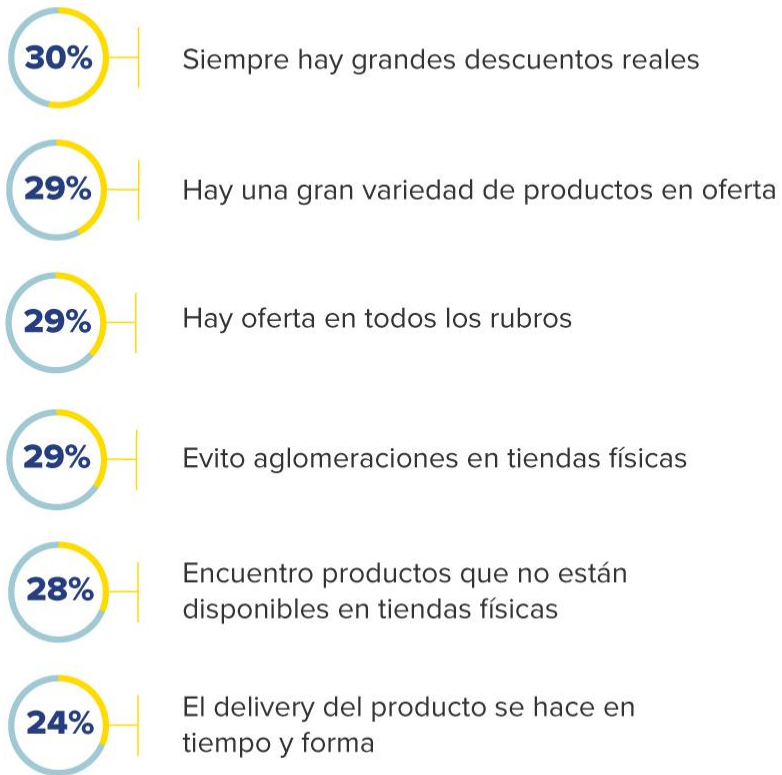 30%
Siempre hay grandes descuentos reales
29%
Hay una gran variedad de productos en oferta
29%
Hay oferta en todos los rubros
29%
Evito aglomeraciones en tiendas físicas
28%
Encuentro productos que no están
disponibles en tiendas físicas
24%
El delivery del producto se hace en
tiempo y forma